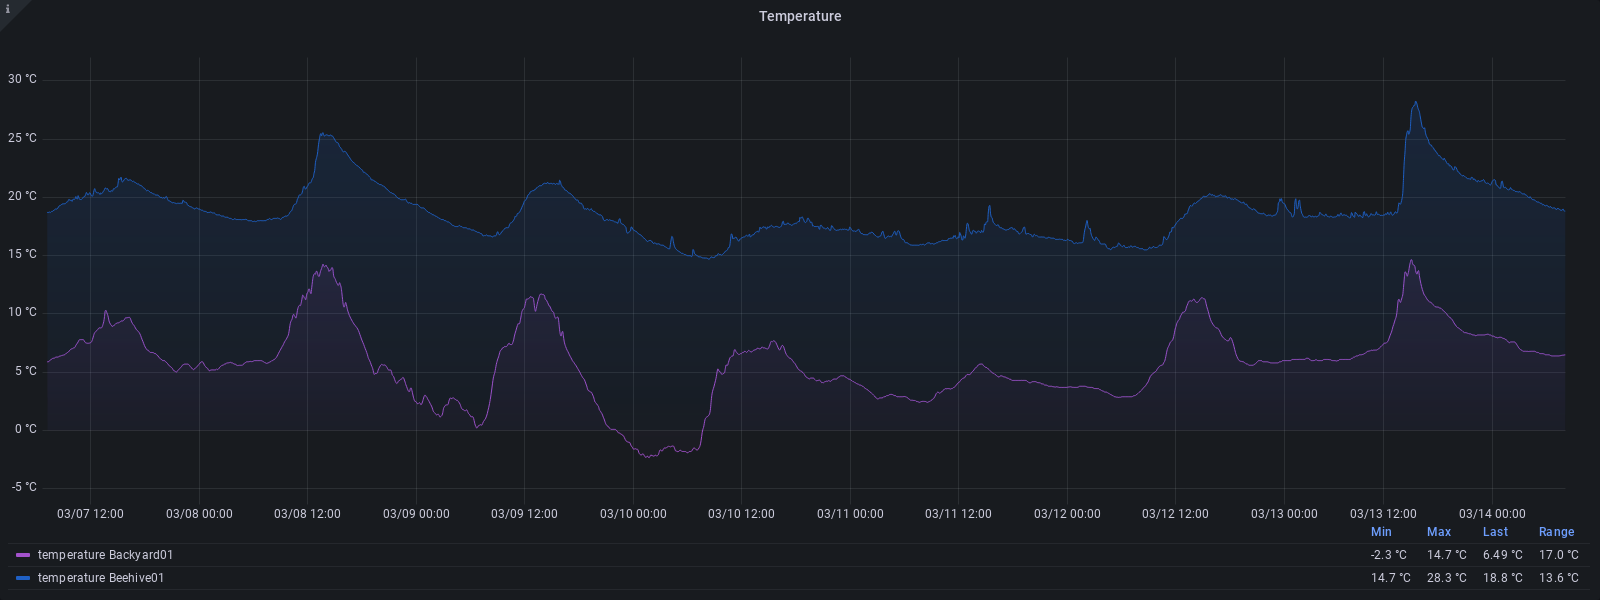 i
Temperature
30 °C
25 °C
20 °C
15 °C
10 °C
5 °C
0 °C
-5 °C
03/07 12:00 03/08 00:00 03/08 12:00 03/09 00:00 03/09 12:00 03/10 00:00 03/10 12:00 03/11 00:00 03/11 12:00 03/12 00:00 03/12 12:00 03/13 00:00 03/13 12:00 03/14 00:00
Min Max Last Range
temperature Backyard01 -2.3 °C 14.7 °C 6.49 °C 17.0 °C
temperature Beehive01 14.7 °C 28.3 °C 18.8 °C 13.6 °C